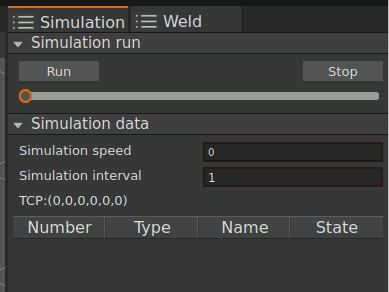 Simulation Weld
Simulation run
Run Stop
Simulation data
Simulation speed 0
Simulation interval 1
TCP:(0,0,0,0,0,0)
Number Type Name State